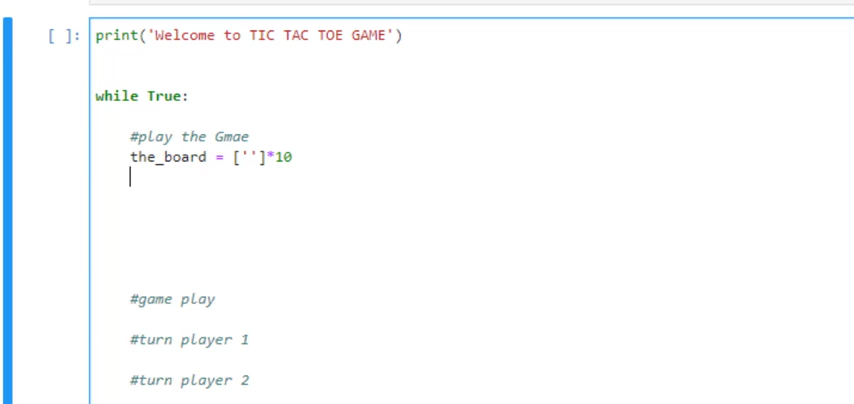 [ ]: print('Welcome to TIC TAC TOE GAME')
while True:
#play the Gmae
the_board = ['']*10
#game play
#turn player 1
#turn player 2